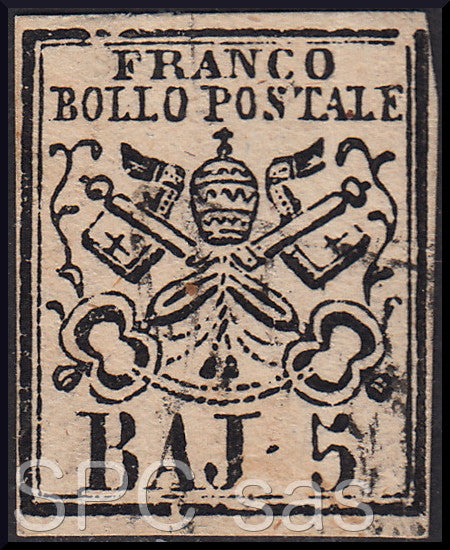 FRANCO
BOLLO POSTALE
BAJ. 5
SPC sas